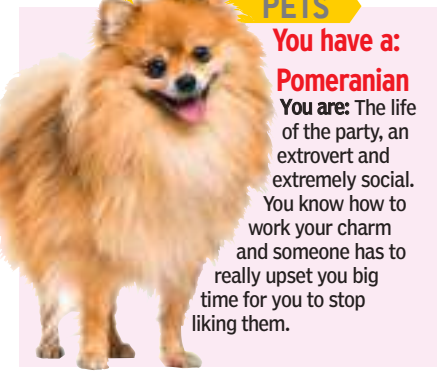 PETS
You have a:
Pomeranian
You are: The life
of the party, an
extrovert and
extremely social.
You know how to
work your charm
and someone has to
really upset you big
time for you to stop
liking them.